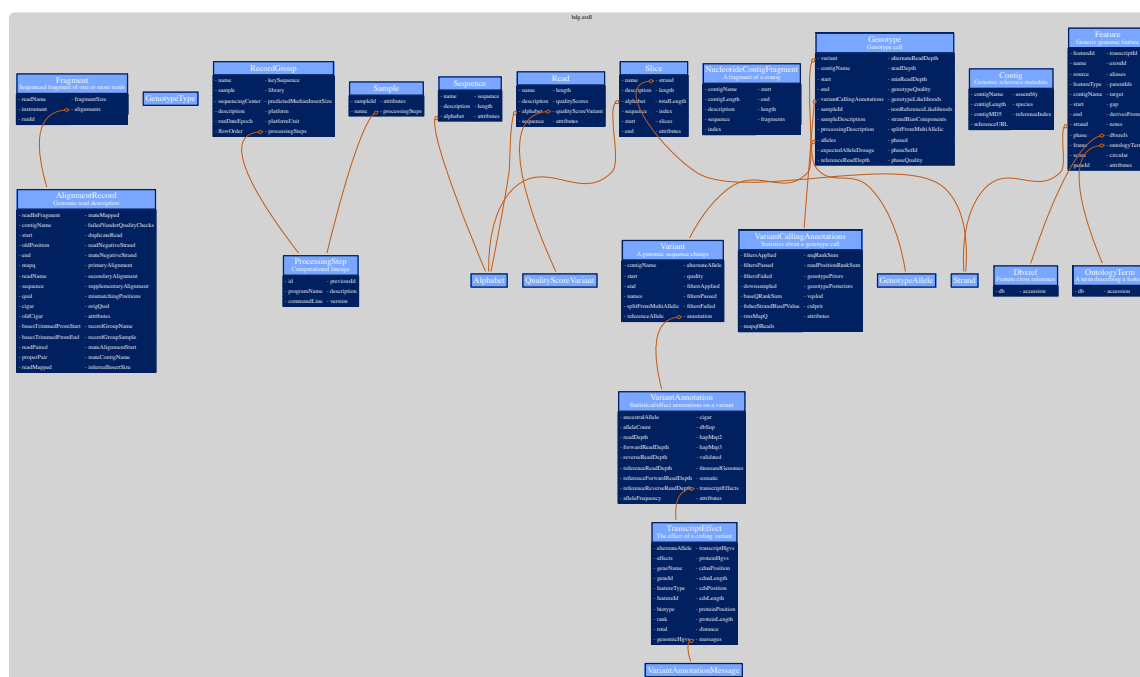 bdg.avdl
Fragment
Sequenced fragment of one or more reads
- readName - fragmentSize
- instrument - alignments
- runId
GenotypeType
RecordGroup
- name - keySequence
- sample - library
- sequencingCenter - predictedMedianInsertSize
- description - platform
- runDateEpoch - platformUnit
- flowOrder - processingSteps
Sample
- sampleId - attributes
- name - processingSteps
Sequence
- name - sequence
- description - length
- alphabet - attributes
Read
- name - length
- description - qualityScores
- alphabet - qualityScoreVariant
- sequence - attributes
Slice
- name - strand
- description - length
- alphabet - totalLength
- sequence - index
- start - slices
- end - attributes
NucleotideContigFragment
A fragment of a contig
- contigName - start
- contigLength - end
- description - length
- sequence - fragments
- index
Genotype
Genotype call
- variant - alternateReadDepth
- contigName - readDepth
- start - minReadDepth
- end - genotypeQuality
- variantCallingAnnotations - genotypeLikelihoods
- sampleId - nonReferenceLikelihoods
- sampleDescription - strandBiasComponents
- processingDescription - splitFromMultiAllelic
- alleles - phased
- expectedAlleleDosage - phaseSetId
- referenceReadDepth - phaseQuality
Contig
Genomic reference metadata
- contigName - assembly
- contigLength - species
- contigMD5 - referenceIndex
- referenceURL
Feature
Generic genomic feature
- featureId - transcriptId
- name - exonId
- source - aliases
- featureType - parentIds
- contigName - target
- start - gap
- end - derivesFrom
- strand - notes
- phase - dbxrefs
- frame - ontologyTerm
- score - circular
- geneId - attributes
AlignmentRecord
Genomic read description
- readInFragment - mateMapped
- contigName - failedVendorQualityChecks
- start - duplicateRead
- oldPosition - readNegativeStrand
- end - mateNegativeStrand
- mapq - primaryAlignment
- readName - secondaryAlignment
- sequence - supplementaryAlignment
- qual - mismatchingPositions
- cigar - origQual
- oldCigar - attributes
- basesTrimmedFromStart - recordGroupName
- basesTrimmedFromEnd - recordGroupSample
- readPaired - mateAlignmentStart
- properPair - mateContigName
- readMapped - inferredInsertSize
ProcessingStep
Computational lineage
- id - previousId
- programName - description
- commandLine - version
Alphabet
QualityScoreVariant
Variant
A genomic sequence change
- contigName - alternateAllele
- start - quality
- end - filtersApplied
- names - filtersPassed
- splitFromMultiAllelic - filtersFailed
- referenceAllele - annotation
VariantCallingAnnotations
Statistics about a genotype call
- filtersApplied - mqRankSum
- filtersPassed - readPositionRankSum
- filtersFailed - genotypePriors
- downsampled - genotypePosteriors
- baseQRankSum - vqslod
- fisherStrandBiasPValue - culprit
- rmsMapQ - attributes
- mapq0Reads
GenotypeAllele
Strand
Dbxref
Feature cross reference
- db - accession
OntologyTerm
A term describing a featu
- db - accession
VariantAnnotation
Statistical/effect annotations on a variant
- ancestralAllele - cigar
- alleleCount - dbSnp
- readDepth - hapMap2
- forwardReadDepth - hapMap3
- reverseReadDepth - validated
- referenceReadDepth - thousandGenomes
- referenceForwardReadDepth - somatic
- referenceReverseReadDepth - transcriptEffects
- alleleFrequency - attributes
TranscriptEffect
The effect of a coding variant
- alternateAllele - transcriptHgvs
- effects - proteinHgvs
- geneName - cdnaPosition
- geneId - cdnaLength
- featureType - cdsPosition
- featureId - cdsLength
- biotype - proteinPosition
- rank - proteinLength
- total - distance
- genomicHgvs - messages
VariantAnnotationMessage